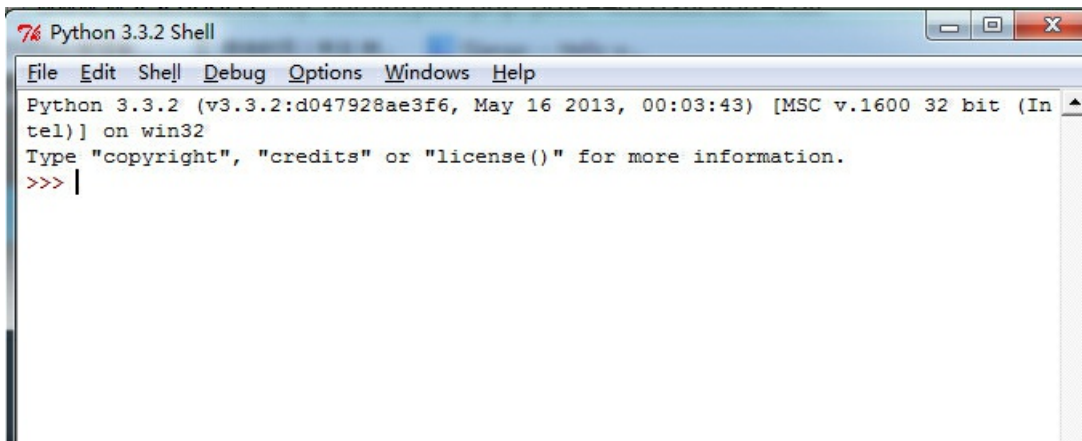 Python 3.3.2 Shell
File Edit Shell Debug Options Windows Help
Python 3.3.2 (v3.3.2:d047928ae3f6, May 16 2013, 00:03:43) [MSC v.1600 32 bit (In
tel)] on win32
Type "copyright", "credits" or "license()" for more information.
>>>